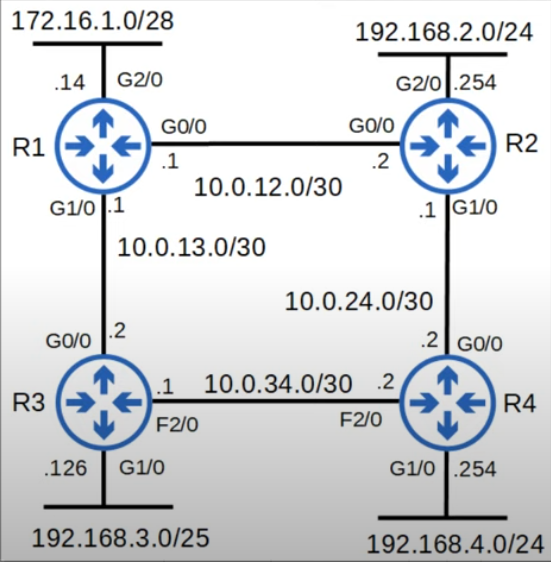 172.16.1.0/28
192.168.2.0/24
.14 G2/0
G2/0 .254
R1
G0/0
G0/0
R2
.1
.2
10.0.12.0/30
G1/0 .1
.1 G1/0
10.0.13.0/30
10.0.24.0/30
G0/0 .2
.2 G0/0
R3
.1
10.0.34.0/30
.2
R4
F2/0
F2/0
.126 G1/0
G1/0 .254
192.168.3.0/25
192.168.4.0/24